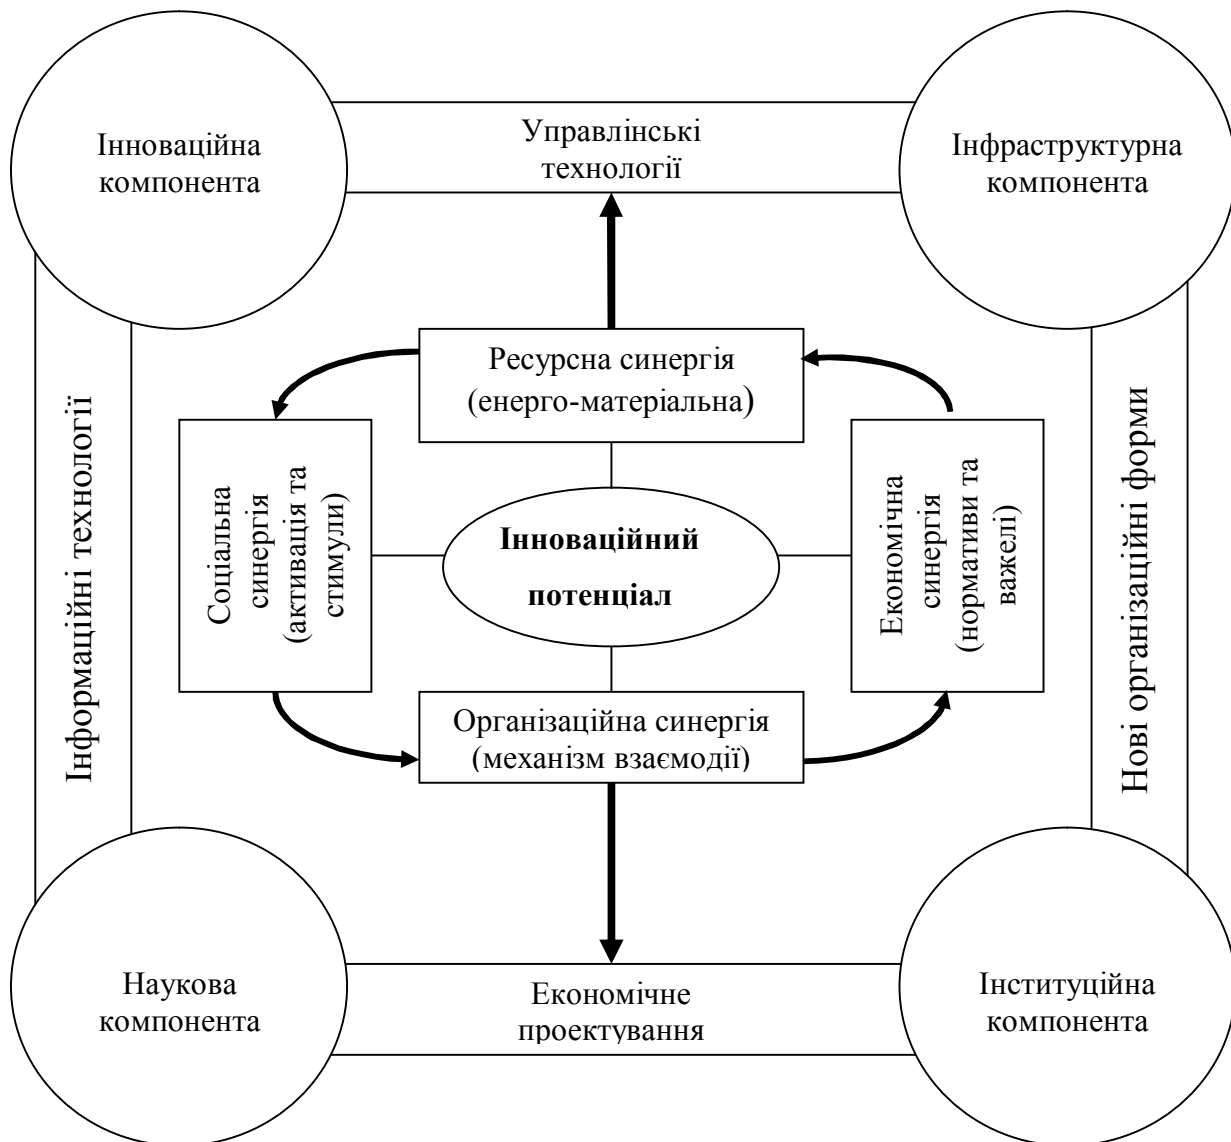 Інноваційна
компонента
Управлінські
технології
Інфраструктурна
компонента
Ресурсна синергія
(енерго-матеріальна)
Інформаційні технології
Соціальна
синергія
(активація та
стимули)
Інноваційний
потенціал
Економічна
синергія
(нормативи та
важелі)
Нові організаційні форми
Організаційна синергія
(механізм взаємодії)
Наукова
компонента
Економічне
проектування
Інституційна
компонента